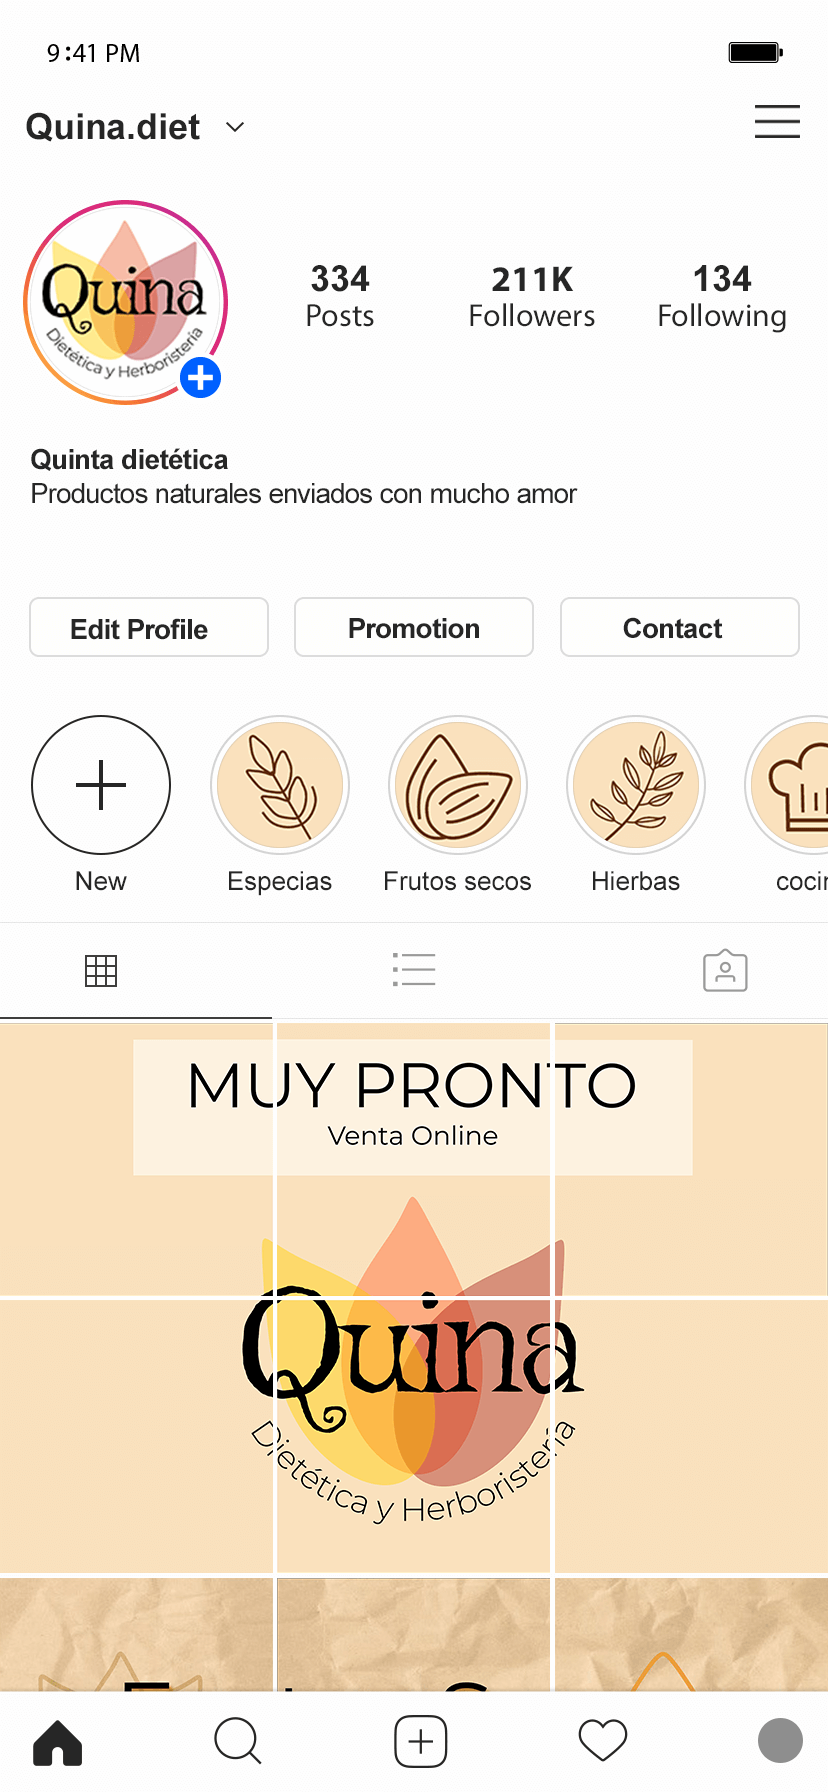 9:41 PM
Quina.diet
Quina
Dietética y Herboristería
334
Posts
211K
Followers
134
Following
Quinta dietética
Productos naturales enviados con mucho amor
Edit Profile
Promotion
Contact
New
Especias
Frutos secos
Hierbas
cocin
MUY PRONTO
Venta Online
Quina
Dietética y Herboristería